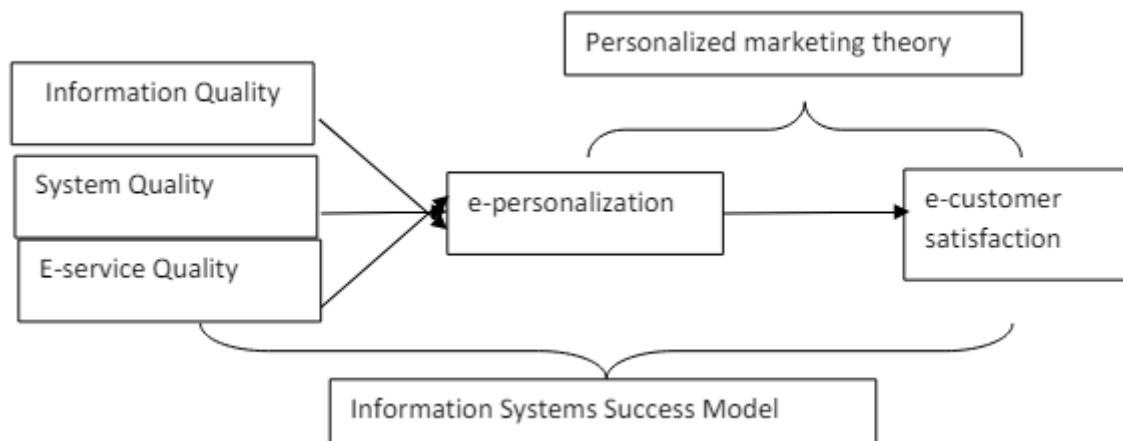 Personalized marketing theory
Information Quality
System Quality
E-service Quality
e-personalization
e-customer
satisfaction
Information Systems Success Model